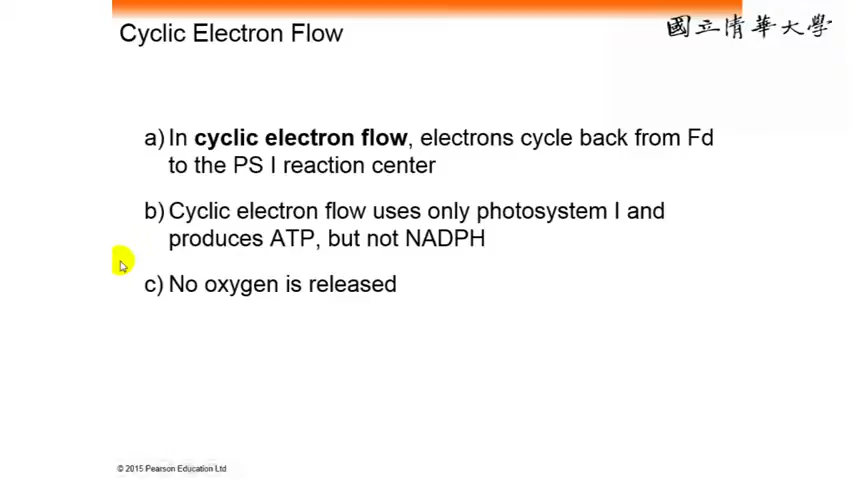 Cyclic Electron Flow
國立清華大學
a) In cyclic electron flow, electrons cycle back from Fd
to the PS I reaction center
b) Cyclic electron flow uses only photosystem I and
produces ATP, but not NADPH
c) No oxygen is released
© 2015 Pearson Education Ltd